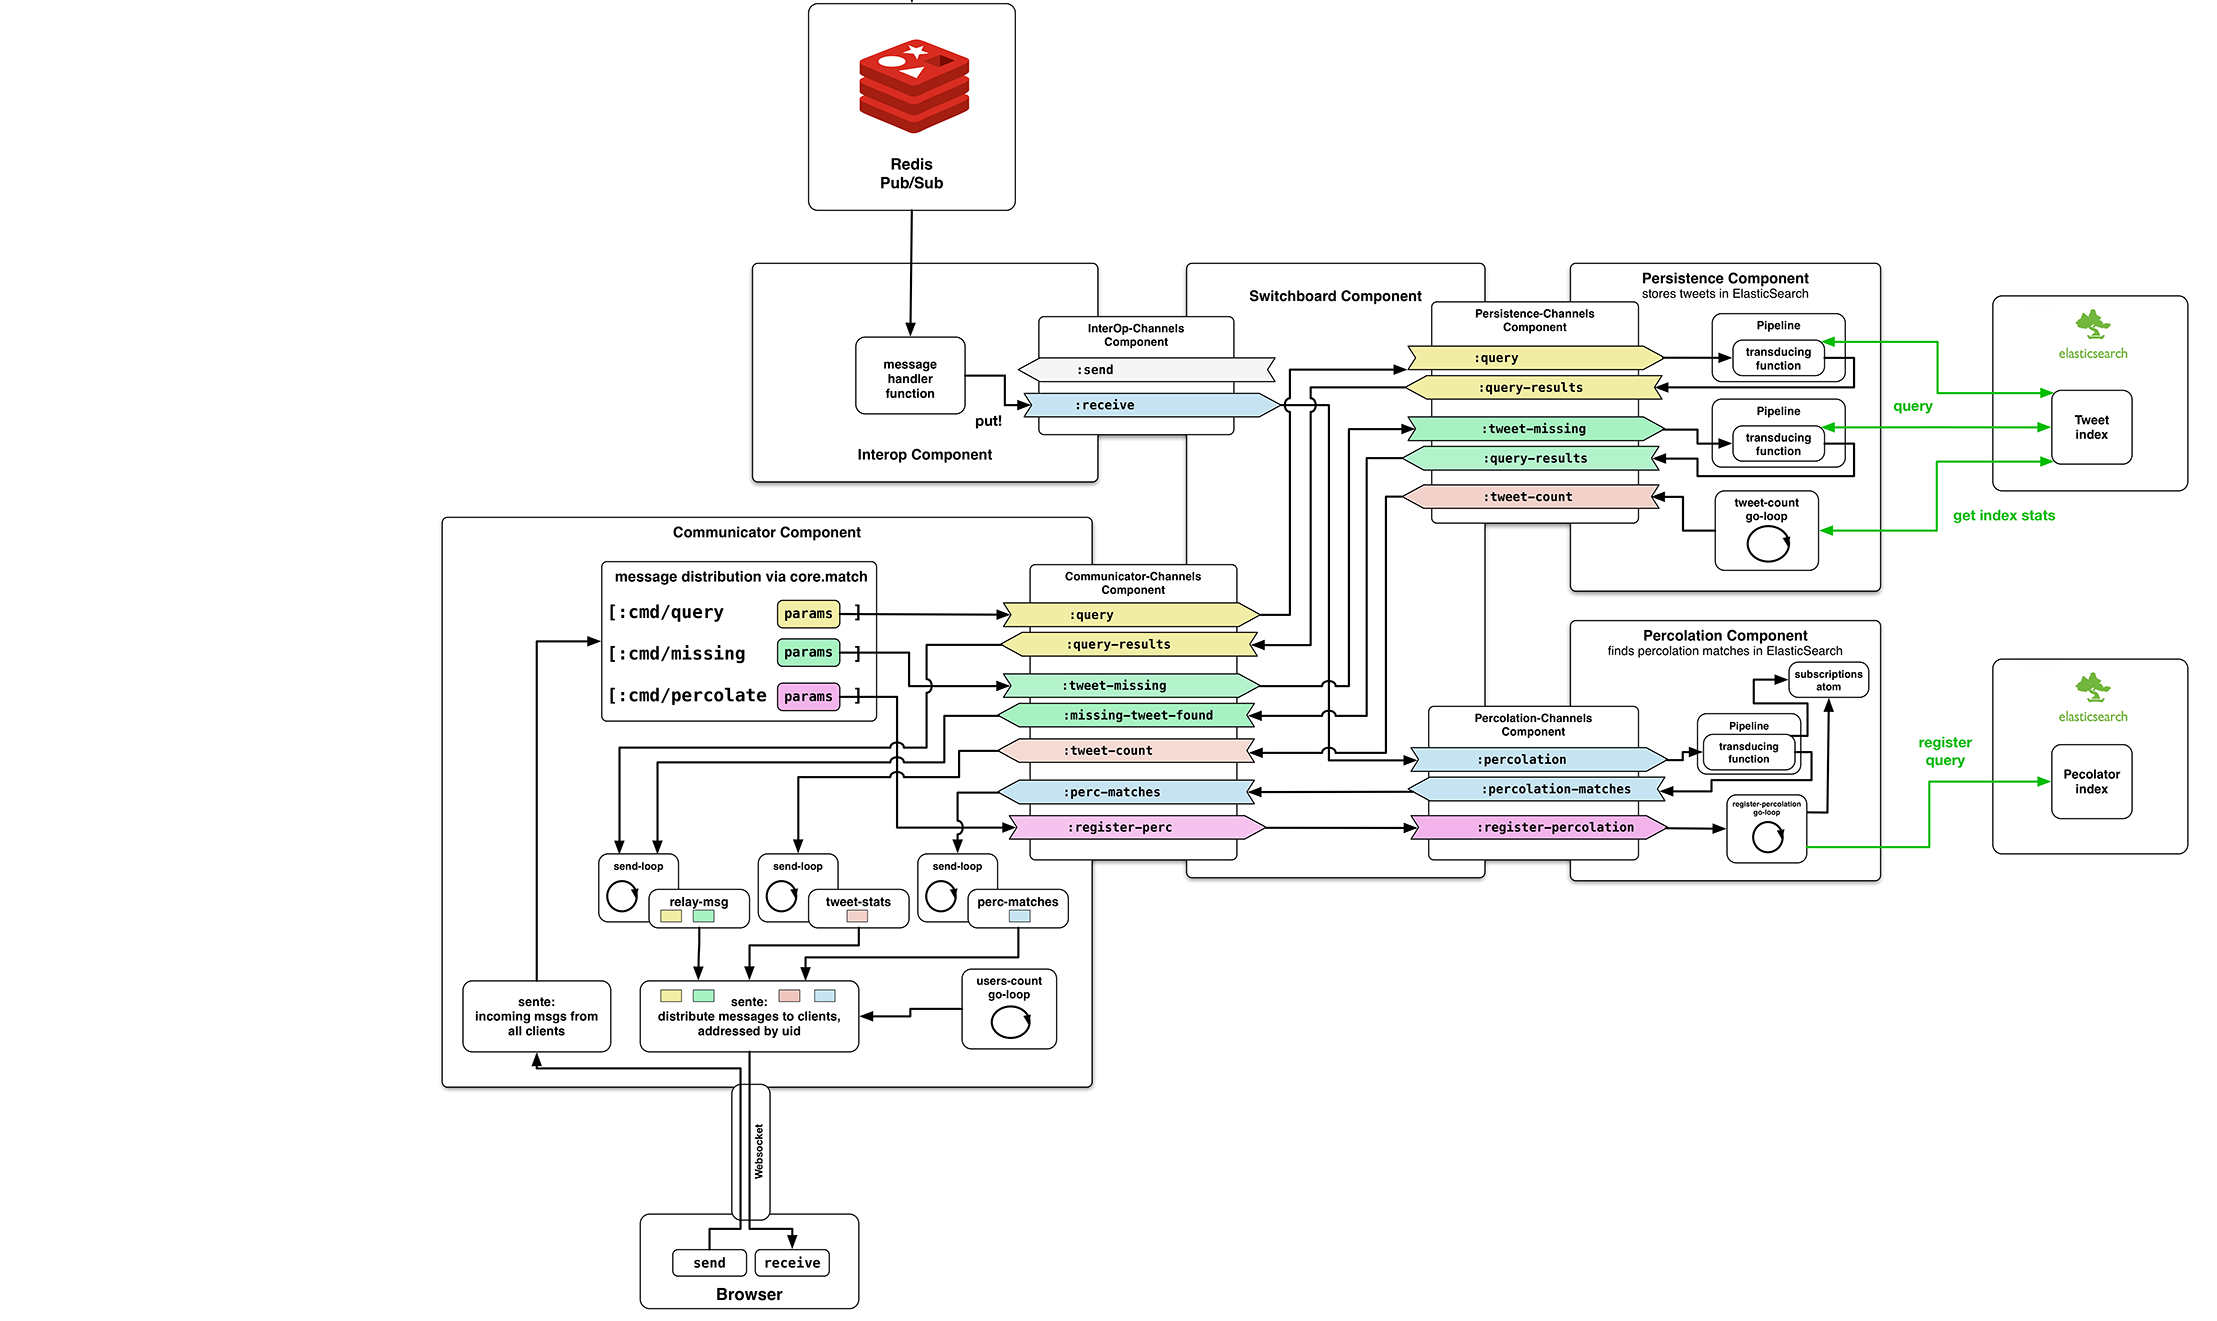 Redis
Pub/Sub
message
handler
function
put!
Interop Component
InterOp-Channels
Component
:send
:receive
Switchboard Component
Persistence-Channels
Component
:query
:query-results
:tweet-missing
:query-results
:tweet-count
Persistence Component
stores tweets in ElasticSearch
Pipeline
transducing
function
Pipeline
transducing
function
tweet-count
go-loop
query
get index stats
elasticsearch
Tweet
index
Communicator Component
message distribution via core.match
[:cmd/query params ]
[:cmd/missing params ]
[:cmd/percolate params ]
Communicator-Channels
Component
:query
:query-results
:tweet-missing
:missing-tweet-found
:tweet-count
:perc-matches
:register-perc
Percolation-Channels
Component
:percolation
:percolation-matches
:register-percolation
Percolation Component
finds percolation matches in ElasticSearch
subscriptions
atom
Pipeline
transducing
function
register-percolation
go-loop
register
query
elasticsearch
Pecolator
index
send-loop
relay-msg
send-loop
tweet-stats
send-loop
perc-matches
sente:
incoming msgs from
all clients
sente:
distribute messages to clients,
addressed by uid
users-count
go-loop
Websocket
send
receive
Browser